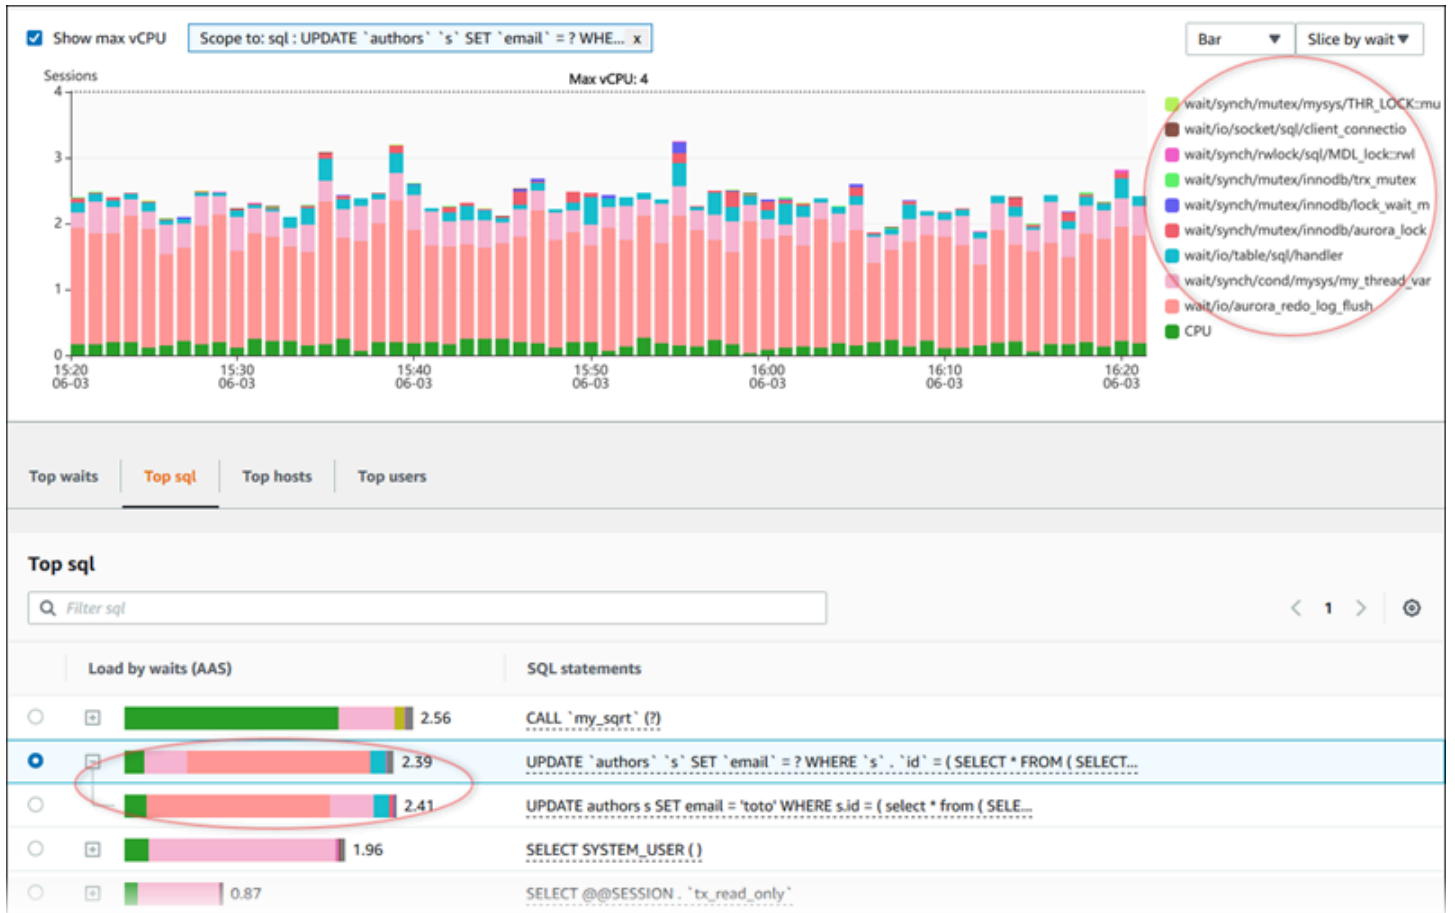 Show max vCPU
Scope to: sql : UPDATE `authors` `s` SET `email` = ? WHE... x
Bar
Slice by wait
Sessions
Max vCPU: 4
4
3
2
1
0
15:20
06-03
15:30
06-03
15:40
06-03
15:50
06-03
16:00
06-03
16:10
06-03
16:20
06-03
wait/synch/mutex/mysys/THR_LOCK::mu
wait/io/socket/sql/client_connectio
wait/synch/rwlock/sql/MDL_lock::rwl
wait/synch/mutex/innodb/trx_mutex
wait/synch/mutex/innodb/lock_wait_m
wait/synch/mutex/innodb/aurora_lock
wait/io/table/sql/handler
wait/synch/cond/mysys/my_thread_var
wait/io/aurora_redo_log_flush
CPU
Top waits
Top sql
Top hosts
Top users
Top sql
Filter sql
1
Load by waits (AAS)
SQL statements
2.56
CALL `my_sqrt` (?)
2.39
UPDATE `authors` `s` SET `email` = ? WHERE `s` . `id` = ( SELECT * FROM ( SELECT...
2.41
UPDATE authors s SET email = 'toto' WHERE s.id = ( select * from ( SELE...
1.96
SELECT SYSTEM_USER ( )
0.87
SELECT @@SESSION . `tx_read_only`